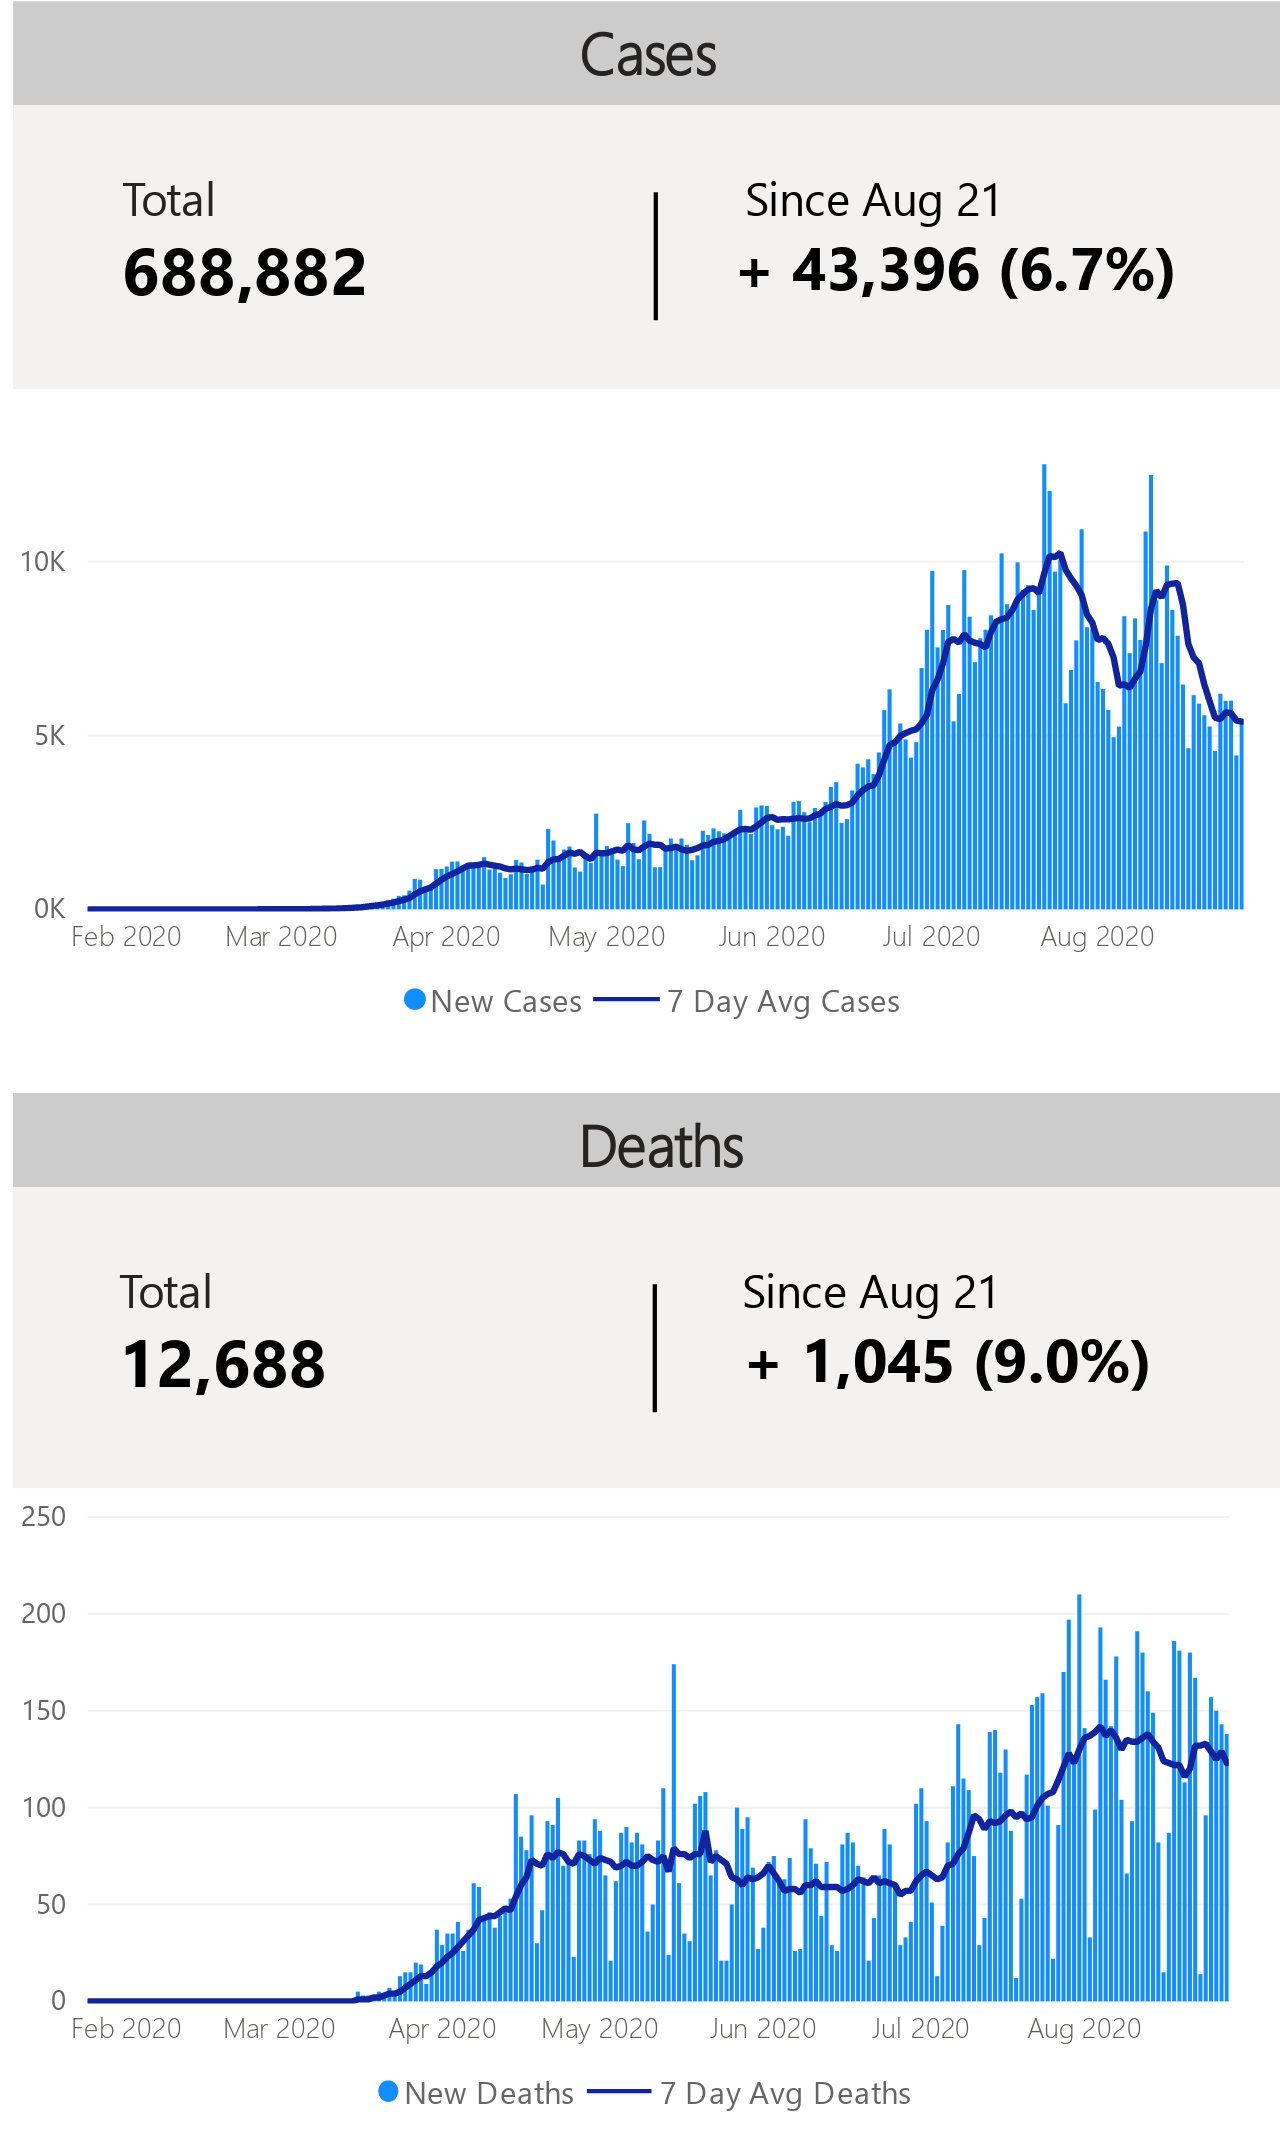 Cases
Total
Since Aug 21
688,882
+ 43,396 (6.7%)
10K
5K
0K
Feb 2020 Mar 2020 Apr 2020 May 2020 Jun 2020 Jul 2020 Aug 2020
New Cases 7 Day Avg Cases
Deaths
Total
Since Aug 21
12,688
+ 1,045 (9.0%)
250
200
150
100
50
0
Feb 2020 Mar 2020 Apr 2020 May 2020 Jun 2020 Jul 2020 Aug 2020
New Deaths 7 Day Avg Deaths